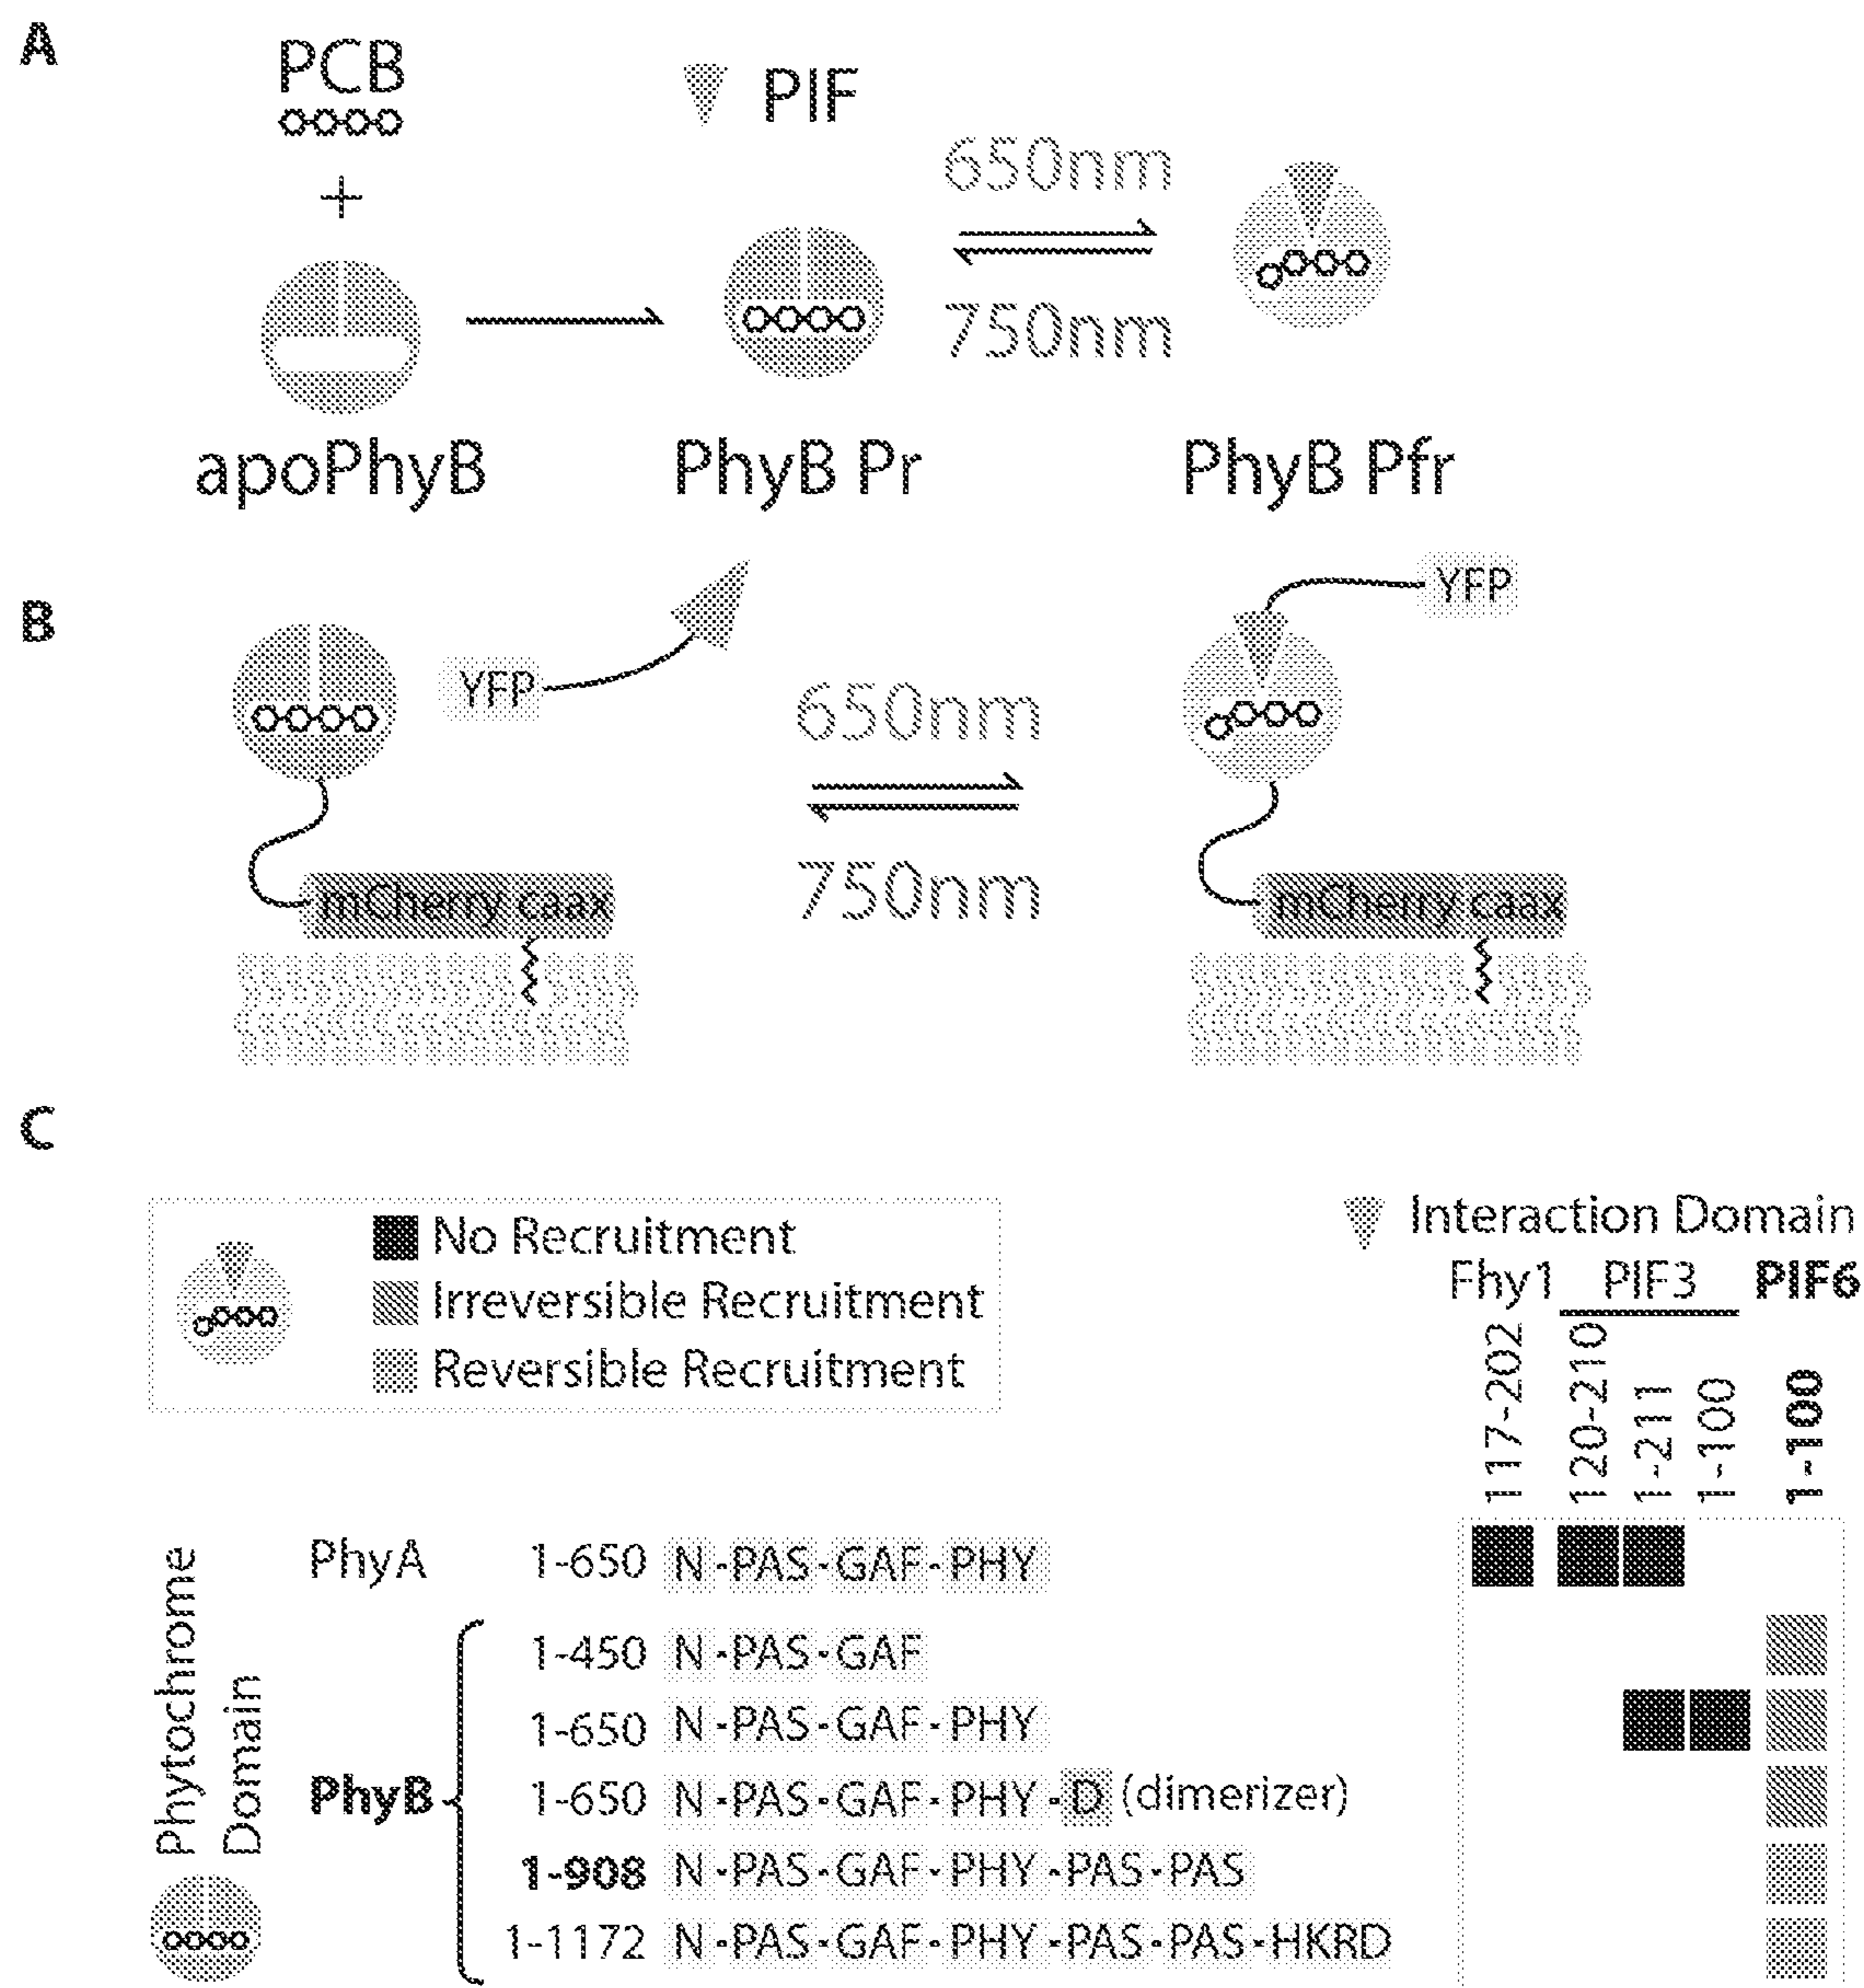 A
PCB
+
PIF
650nm
750nm
apoPhyB
PhyB Pr
PhyB Pfr
B
YFP
mCherry caax
650nm
750nm
YFP
mCherry caax
C
No Recruitment
Irreversible Recruitment
Reversible Recruitment
Interaction Domain
Fhy1 PIF3 PIF6
117-202 120-210 1-211 1-100 1-100
Phytochrome
Domain
PhyA 1-650 N-PAS-GAF-PHY
PhyB
1-450 N-PAS-GAF
1-650 N-PAS-GAF-PHY
1-650 N-PAS-GAF-PHY-D (dimerizer)
1-908 N-PAS-GAF-PHY-PAS-PAS
1-1172 N-PAS-GAF-PHY-PAS-PAS-HKRD